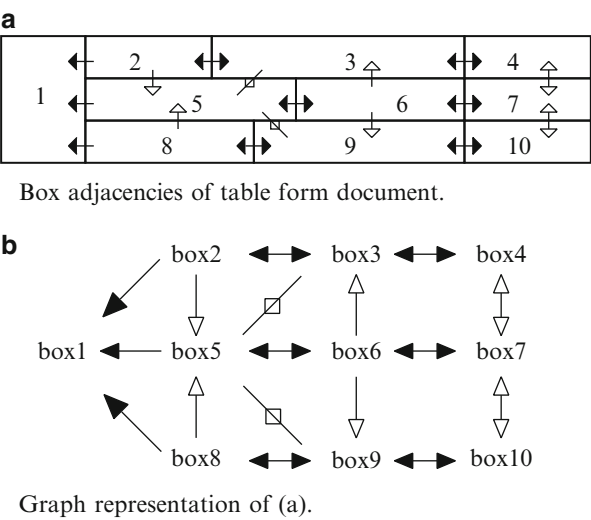 a
2 3 4
1 5 6 7
8 9 10
Box adjacencies of table form document.
b
box2 box3 box4
box1 box5 box6 box7
box8 box9 box10
Graph representation of (a).